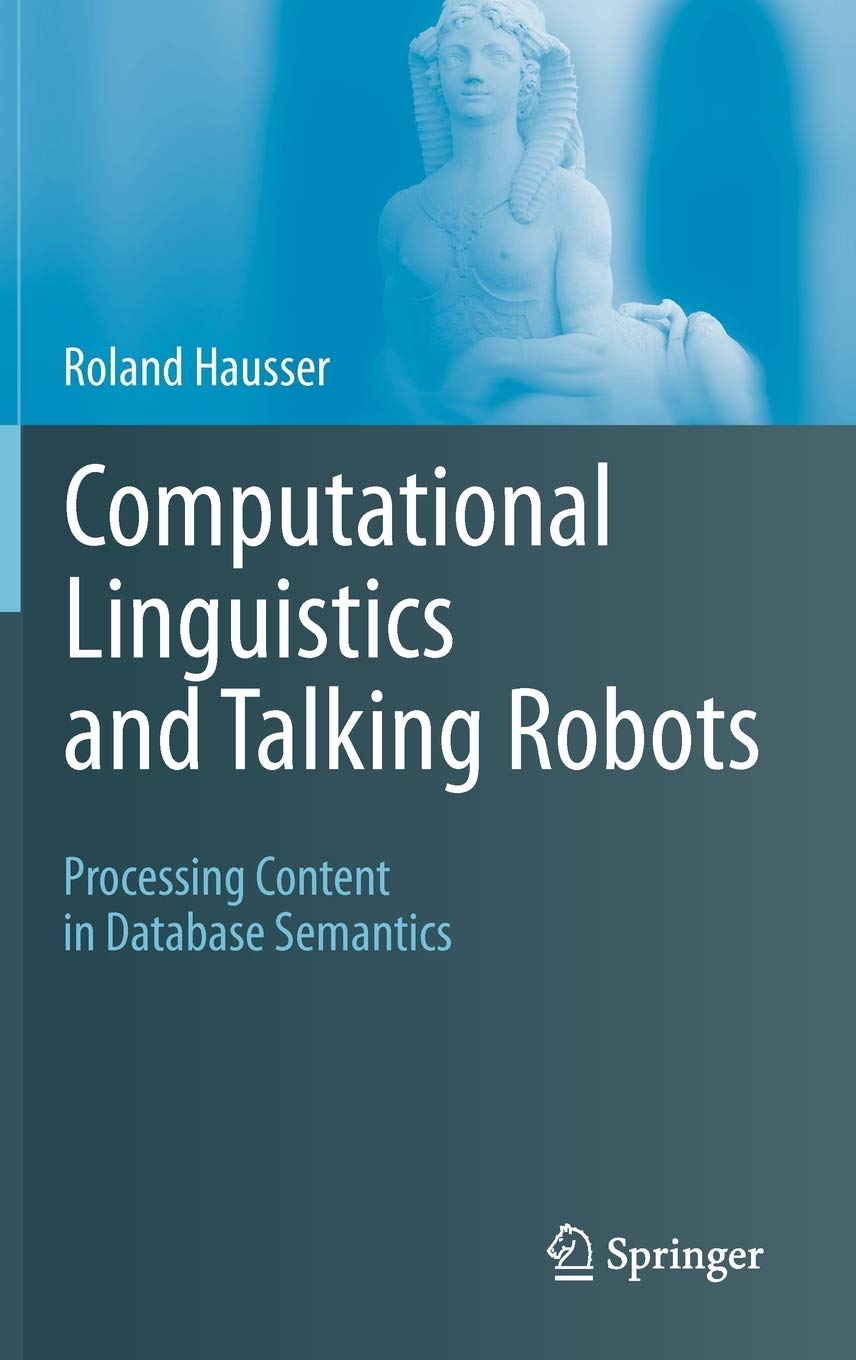 Roland Hausser
Computational
Linguistics
and Talking Robots
Processing Content
in Database Semantics
Springer